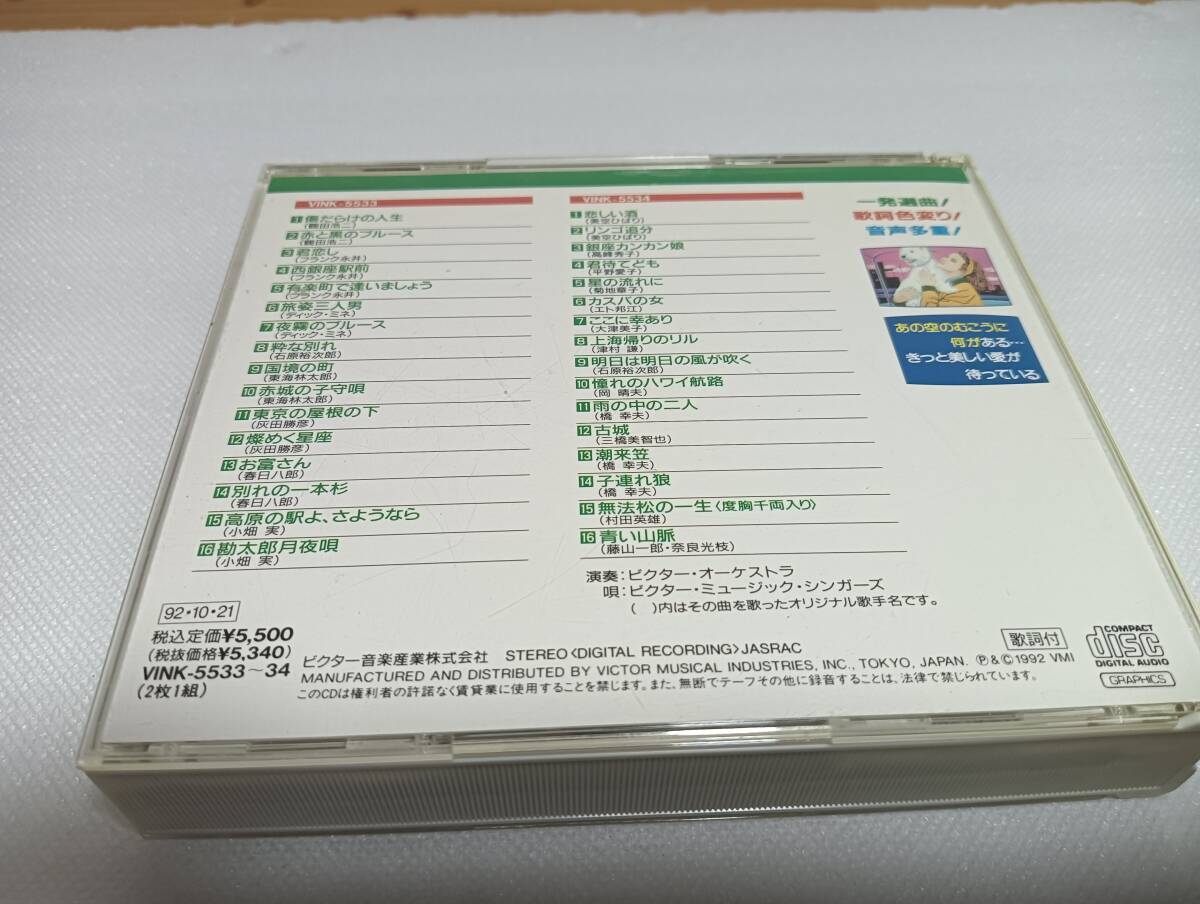 VINK-5533
1 傷だらけの人生
(鶴田浩二)
2 赤と黒のブルース
(鶴田浩二)
3 君恋し
(フランク永井)
4 西銀座駅前
(フランク永井)
5 有楽町で逢いましょう
(フランク永井)
6 旅姿三人男
(ディック・ミネ)
7 夜霧のブルース
(ディック・ミネ)
8 粋な別れ
(石原裕次郎)
9 国境の町
(東海林太郎)
10 赤城の子守唄
(東海林太郎)
11 東京の屋根の下
(灰田勝彦)
12 燦めく星座
(灰田勝彦)
13 お富さん
(春日八郎)
14 別れの一本杉
(春日八郎)
15 高原の駅よ、さようなら
(小畑 実)
16 勘太郎月夜唄
(小畑 実)
VINK-5534
1 悲しい酒
(美空ひばり)
2 リンゴ追分
(美空ひばり)
3 銀座カンカン娘
(高峰秀子)
4 君待てども
(平野愛子)
5 星の流れに
(菊地章子)
6 カスバの女
(エト邦江)
7 ここに幸あり
(大津美子)
8 上海帰りのリル
(津村 謙)
9 明日は明日の風が吹く
(石原裕次郎)
10 憧れのハワイ航路
(岡 晴夫)
11 雨の中の二人
(橋 幸夫)
12 古城
(三橋美智也)
13 潮来笠
(橋 幸夫)
14 子連れ狼
(橋 幸夫)
15 無法松の一生〈度胸千両入り〉
(村田英雄)
16 青い山脈
(藤山一郎・奈良光枝)
演奏:ビクター・オーケストラ
唄:ビクター・ミュージック・シンガーズ
( )内はその曲を歌ったオリジナル歌手名です。
一発選曲!
歌詞色変り!
音声多重!
あの空のむこうに
何がある…
きっと美しい愛が
待っている
92・10・21
税込定価¥5,500
(税抜価格¥5,340)
VINK-5533~34
(2枚1組)
ビクター音楽産業株式会社 STEREO〈DIGITAL RECORDING〉JASRAC
MANUFACTURED AND DISTRIBUTED BY VICTOR MUSICAL INDUSTRIES, INC., TOKYO, JAPAN. ℗&©1992 VMI
このCDは権利者の許諾なく賃貸業に使用することを禁じます。また、無断でテープその他に録音することは、法律で禁じられています。
歌詞付
COMPACT
disc
DIGITAL AUDIO
GRAPHICS